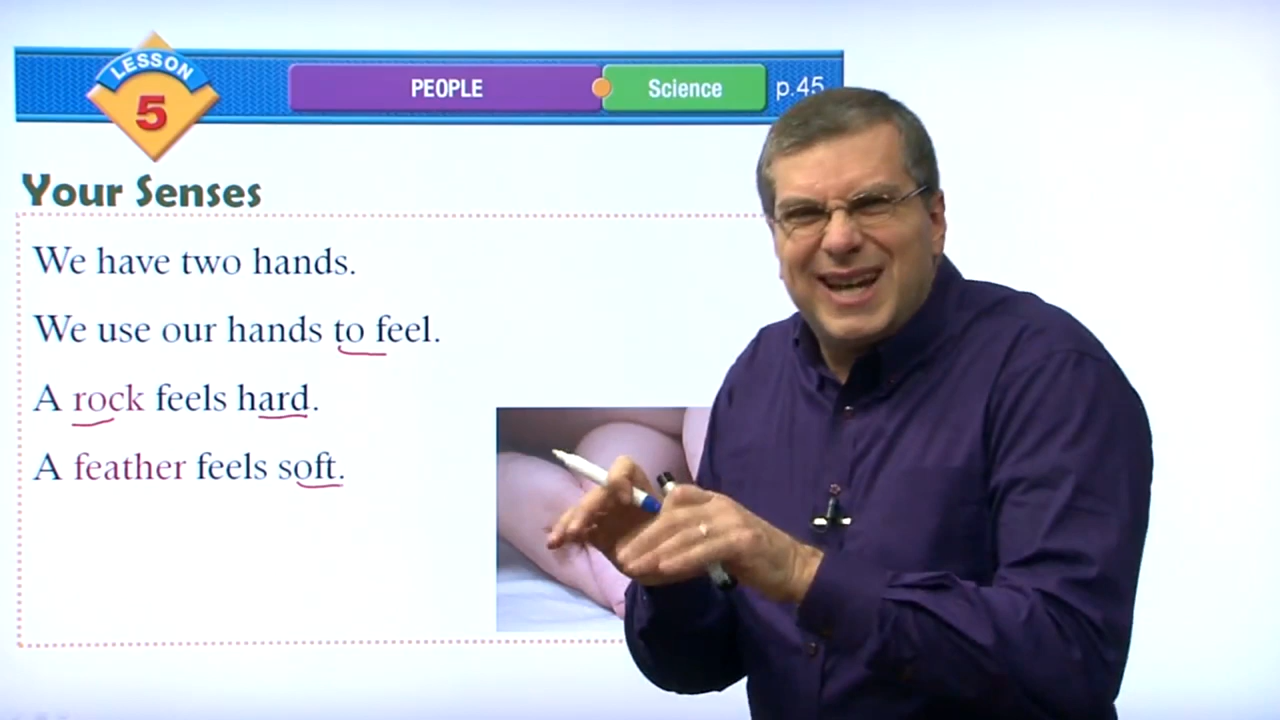 LESSON
5
PEOPLE
Science
p.45
Your Senses
We have two hands.
We use our hands to feel.
A rock feels hard.
A feather feels soft.